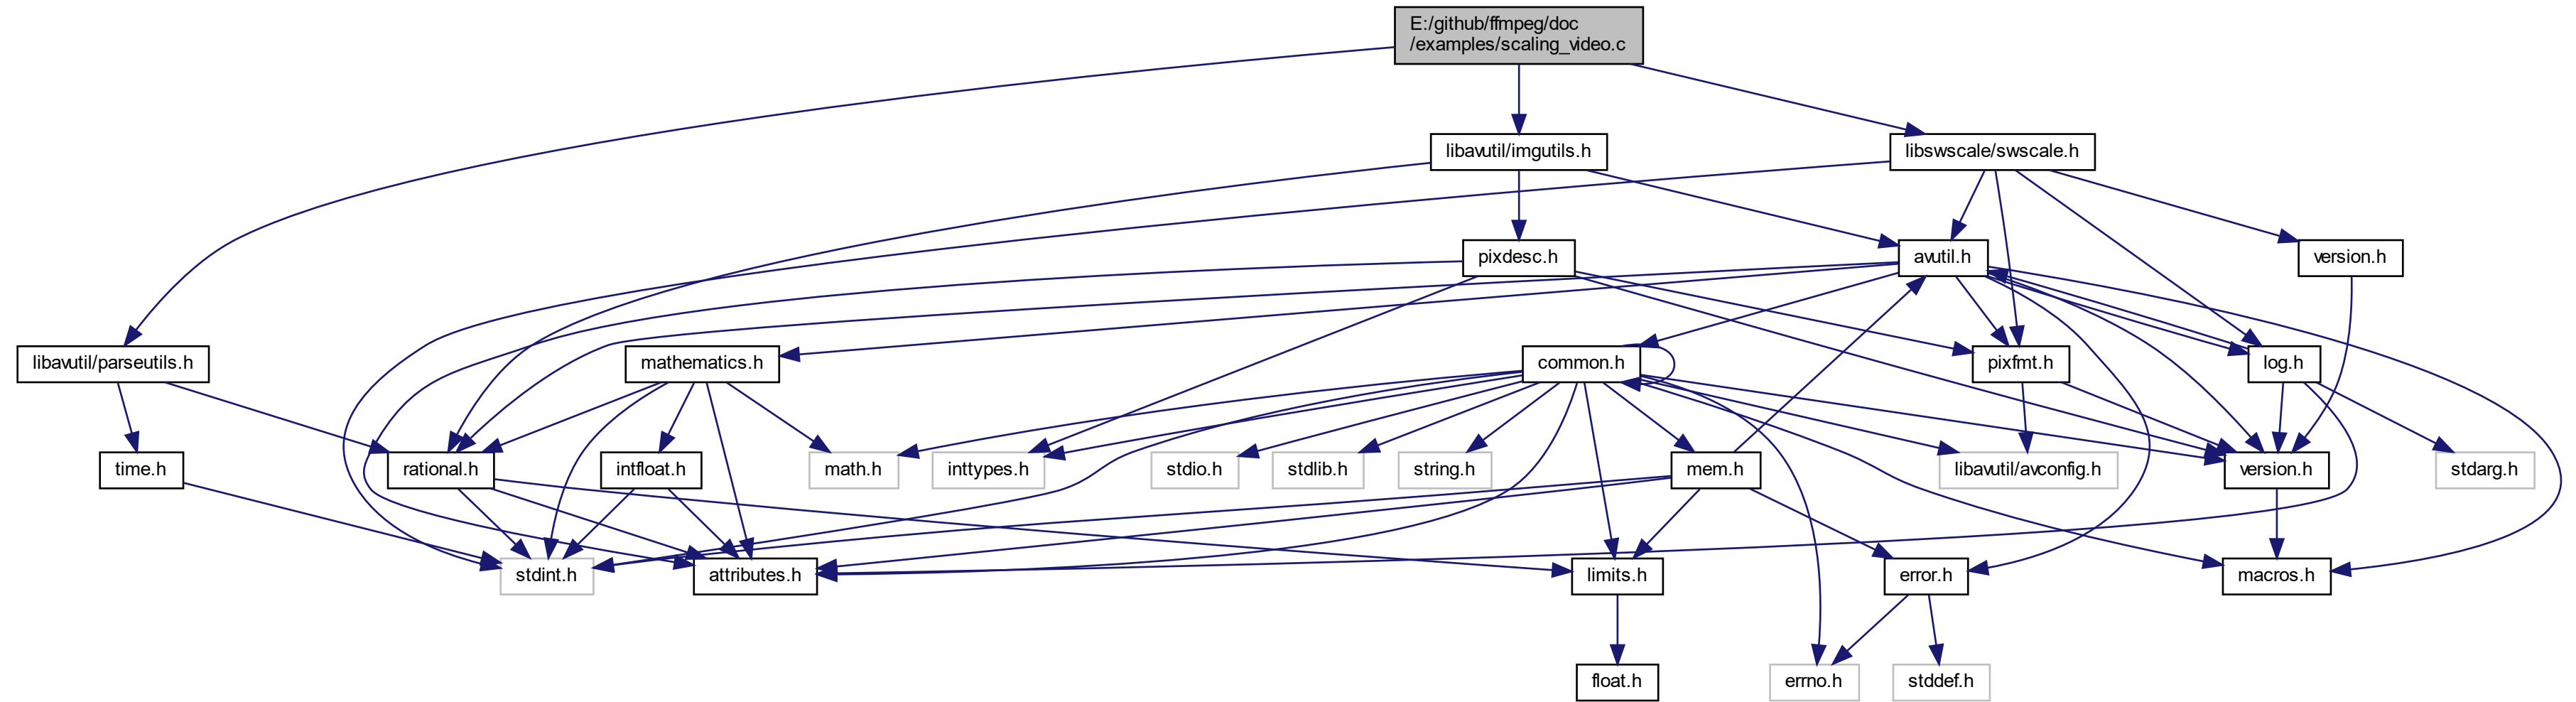 E:/github/ffmpeg/doc
/examples/scaling_video.c
libavutil/imgutils.h
libswscale/swscale.h
pixdesc.h
avutil.h
version.h
libavutil/parseutils.h
mathematics.h
common.h
pixfmt.h
log.h
time.h
rational.h
intfloat.h
math.h
inttypes.h
stdio.h
stdlib.h
string.h
mem.h
libavutil/avconfig.h
version.h
stdarg.h
stdint.h
attributes.h
limits.h
error.h
macros.h
float.h
errno.h
stddef.h